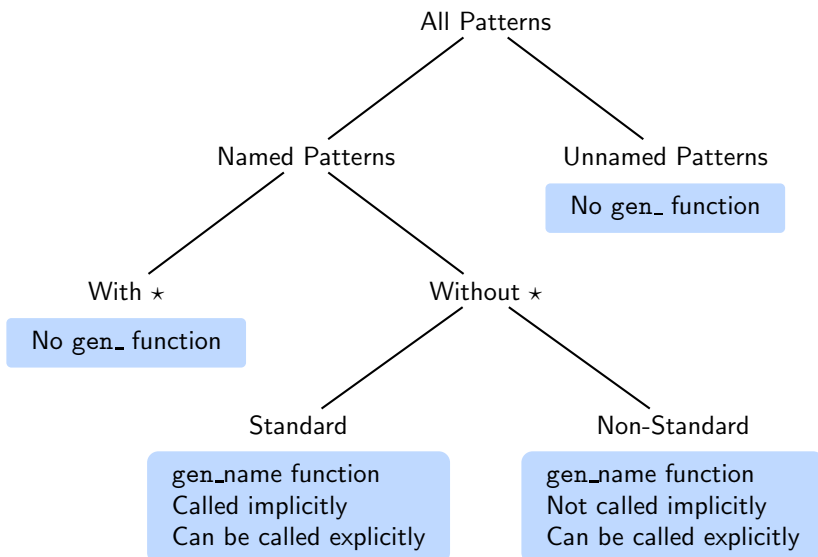 All Patterns
Named Patterns
Unnamed Patterns
No gen_ function
With ⋆
Without ⋆
No gen_ function
Standard
Non-Standard
gen_name function
Called implicitly
Can be called explicitly
gen_name function
Not called implicitly
Can be called explicitly